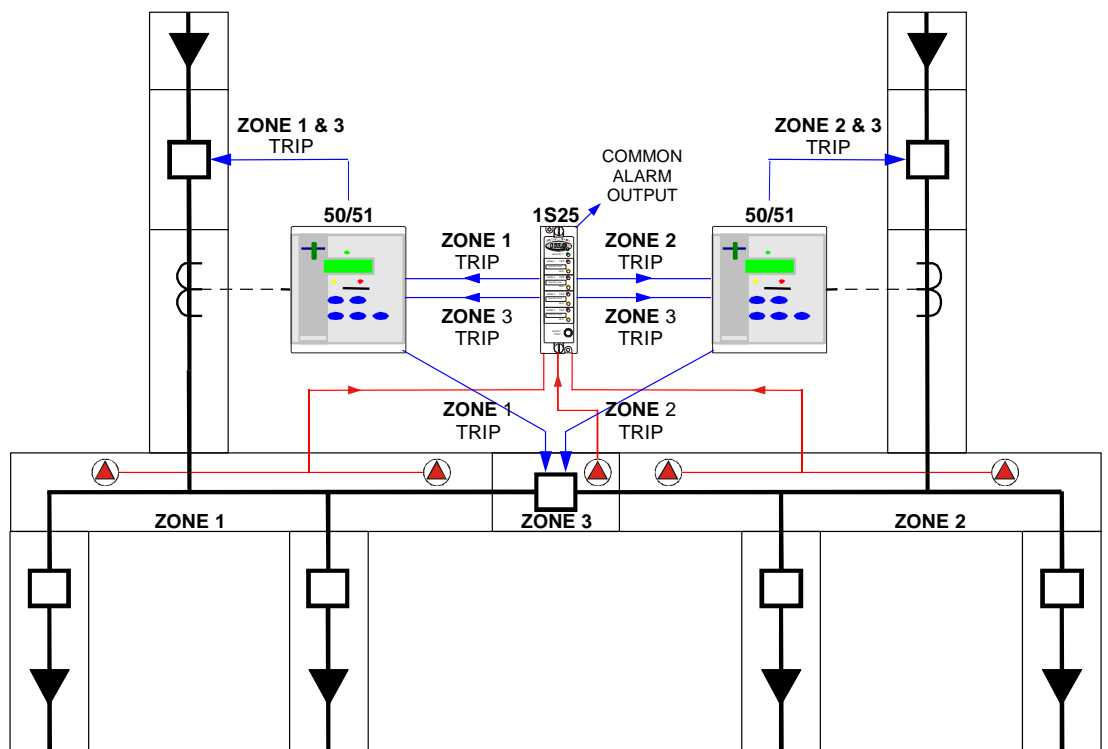 ZONE 1 & 3
TRIP
ZONE 2 & 3
TRIP
COMMON
ALARM
OUTPUT
50/51
1S25
50/51
ZONE 1
TRIP
ZONE 2
TRIP
ZONE 3
TRIP
ZONE 3
TRIP
ZONE 1
TRIP
ZONE 2
TRIP
ZONE 1
ZONE 3
ZONE 2